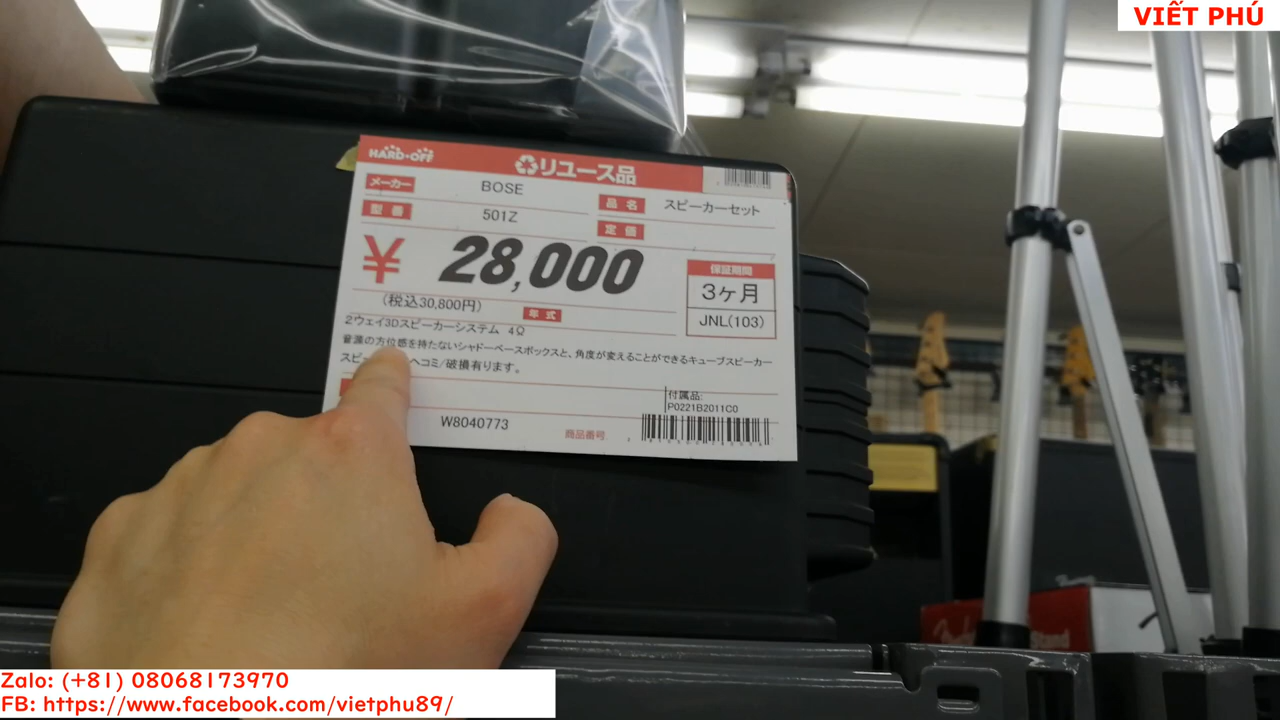 VIẾT PHÚ
HARD·OFF
リユース品
メーカー BOSE
品名 スピーカーセット
型番 501Z
定価
¥ 28,000
(税込30,800円)
保証期間
3ヶ月
JNL(103)
年式
2ウェイ3Dスピーカーシステム 4Ω
音源の方位感を持たないシャドーベースボックスと、角度が変えることができるキューブスピーカー
スピー ヘコミ/破損有ります。
付属品:
P0221B2011C0
W8040773
商品番号
Zalo: (+81) 08068173970
FB: https://www.facebook.com/vietphu89/